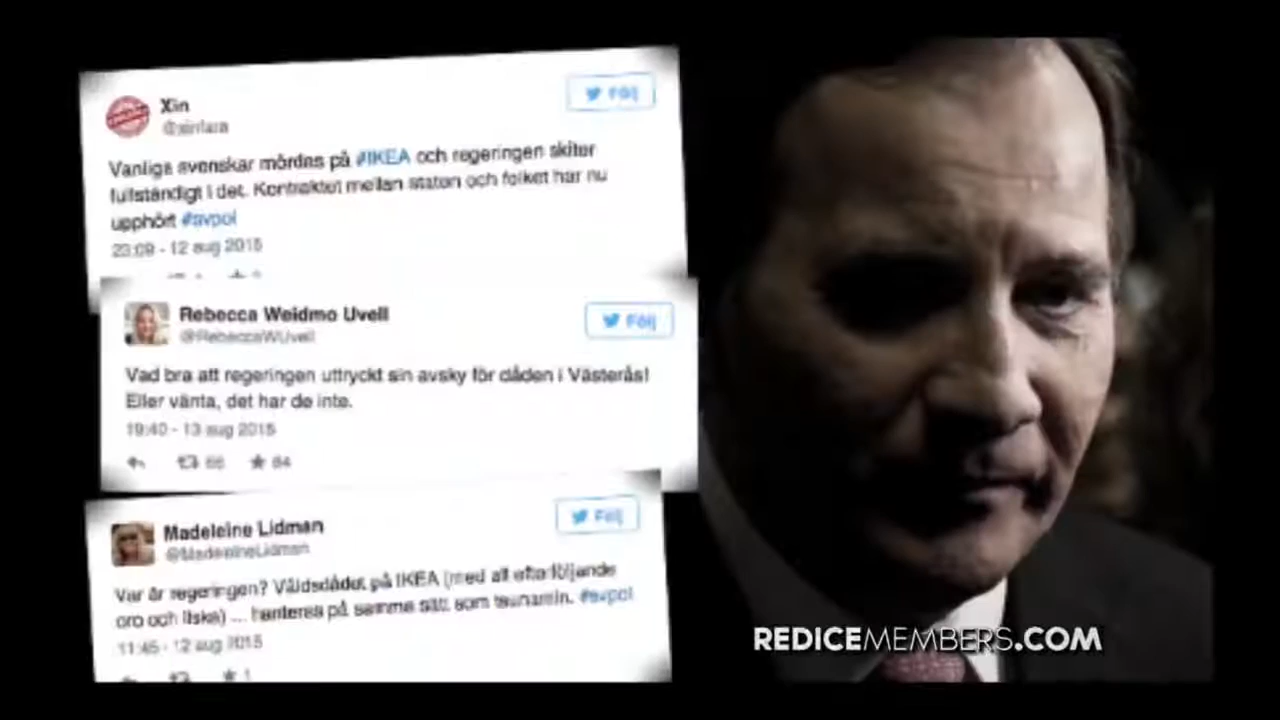 Xin
@xinfara
Följ
Vanliga svenskar mördas på #IKEA och regeringen skiter
fullständigt i det. Kontraktet mellan staten och folket har nu
upphört #svpol
23:09 - 12 aug 2015
Rebecca Weidmo Uvell
@RebeccaWUvell
Följ
Vad bra att regeringen uttryckt sin avsky för dåden i Västerås!
Eller vänta, det har de inte.
19:40 - 13 aug 2015
66 84
Madeleine Lidman
@MadeleineLidman
Följ
Var är regeringen? Våldsdådet på IKEA (med all efterföljande
oro och ilska) ... hanteras på samma sätt som tsunamin. #svpol
11:45 - 12 aug 2015
1
REDICEMEMBERS.COM